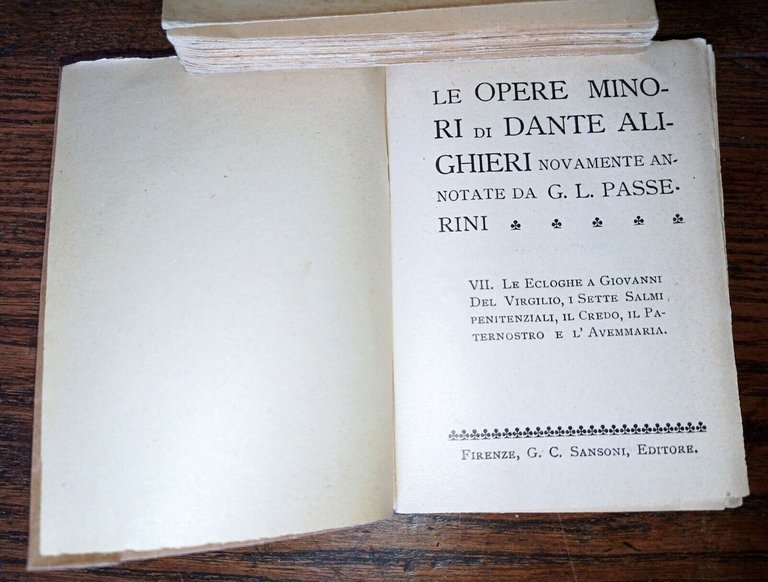 LE OPERE MINO-
RI DI DANTE ALI-
GHIERI NOVAMENTE AN-
NOTATE DA G. L. PASSE-
RINI ♣ ♣ ♣ ♣ ♣
VII. LE ECLOGHE A GIOVANNI
DEL VIRGILIO, I SETTE SALMI
PENITENZIALI, IL CREDO, IL PA-
TERNOSTRO E L' AVEMMARIA.
FIRENZE, G. C. SANSONI, EDITORE.